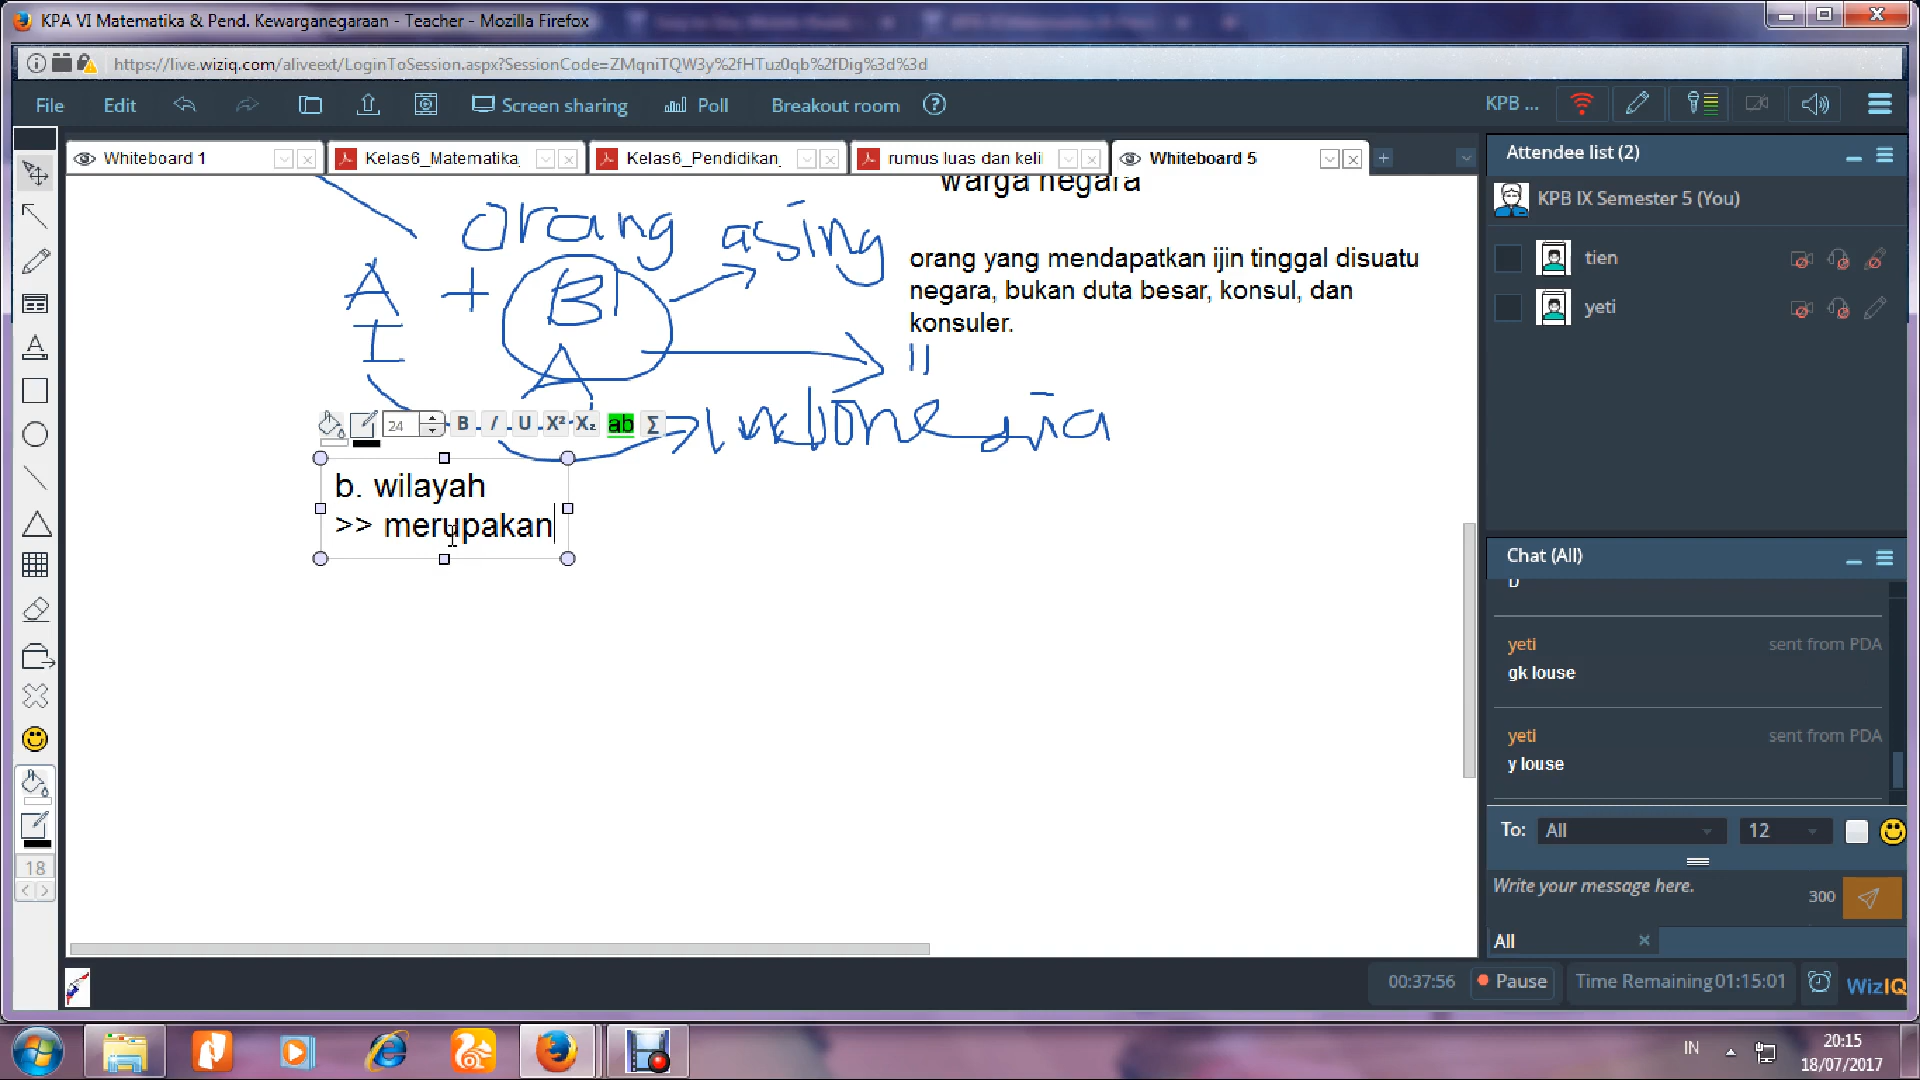 KPA VI Matematika & Pend. Kewarganegaraan - Teacher - Mozilla Firefox
https://live.wiziq.com/aliveext/LoginToSession.aspx?SessionCode=ZMqniTQW3y%2fHTuz0qb%2fDig%3d%3d
File Edit Screen sharing Poll Breakout room KPB ...
Whiteboard 1 Kelas6_Matematika_ Kelas6_Pendidikan_ rumus luas dan keli Whiteboard 5
Attendee list (2)
KPB IX Semester 5 (You)
tien
yeti
warga negara
orang asing
orang yang mendapatkan ijin tinggal disuatu
negara, bukan duta besar, konsul, dan
konsuler.
A + B
I A
24 B I U X² X₂ ab Σ
Indonesia
b. wilayah
>> merupakan
18
Chat (All)
D
yeti sent from PDA
gk louse
yeti sent from PDA
y louse
To: All 12
Write your message here. 300
All
00:37:56 Pause Time Remaining 01:15:01 WizIQ
IN 20:15
18/07/2017